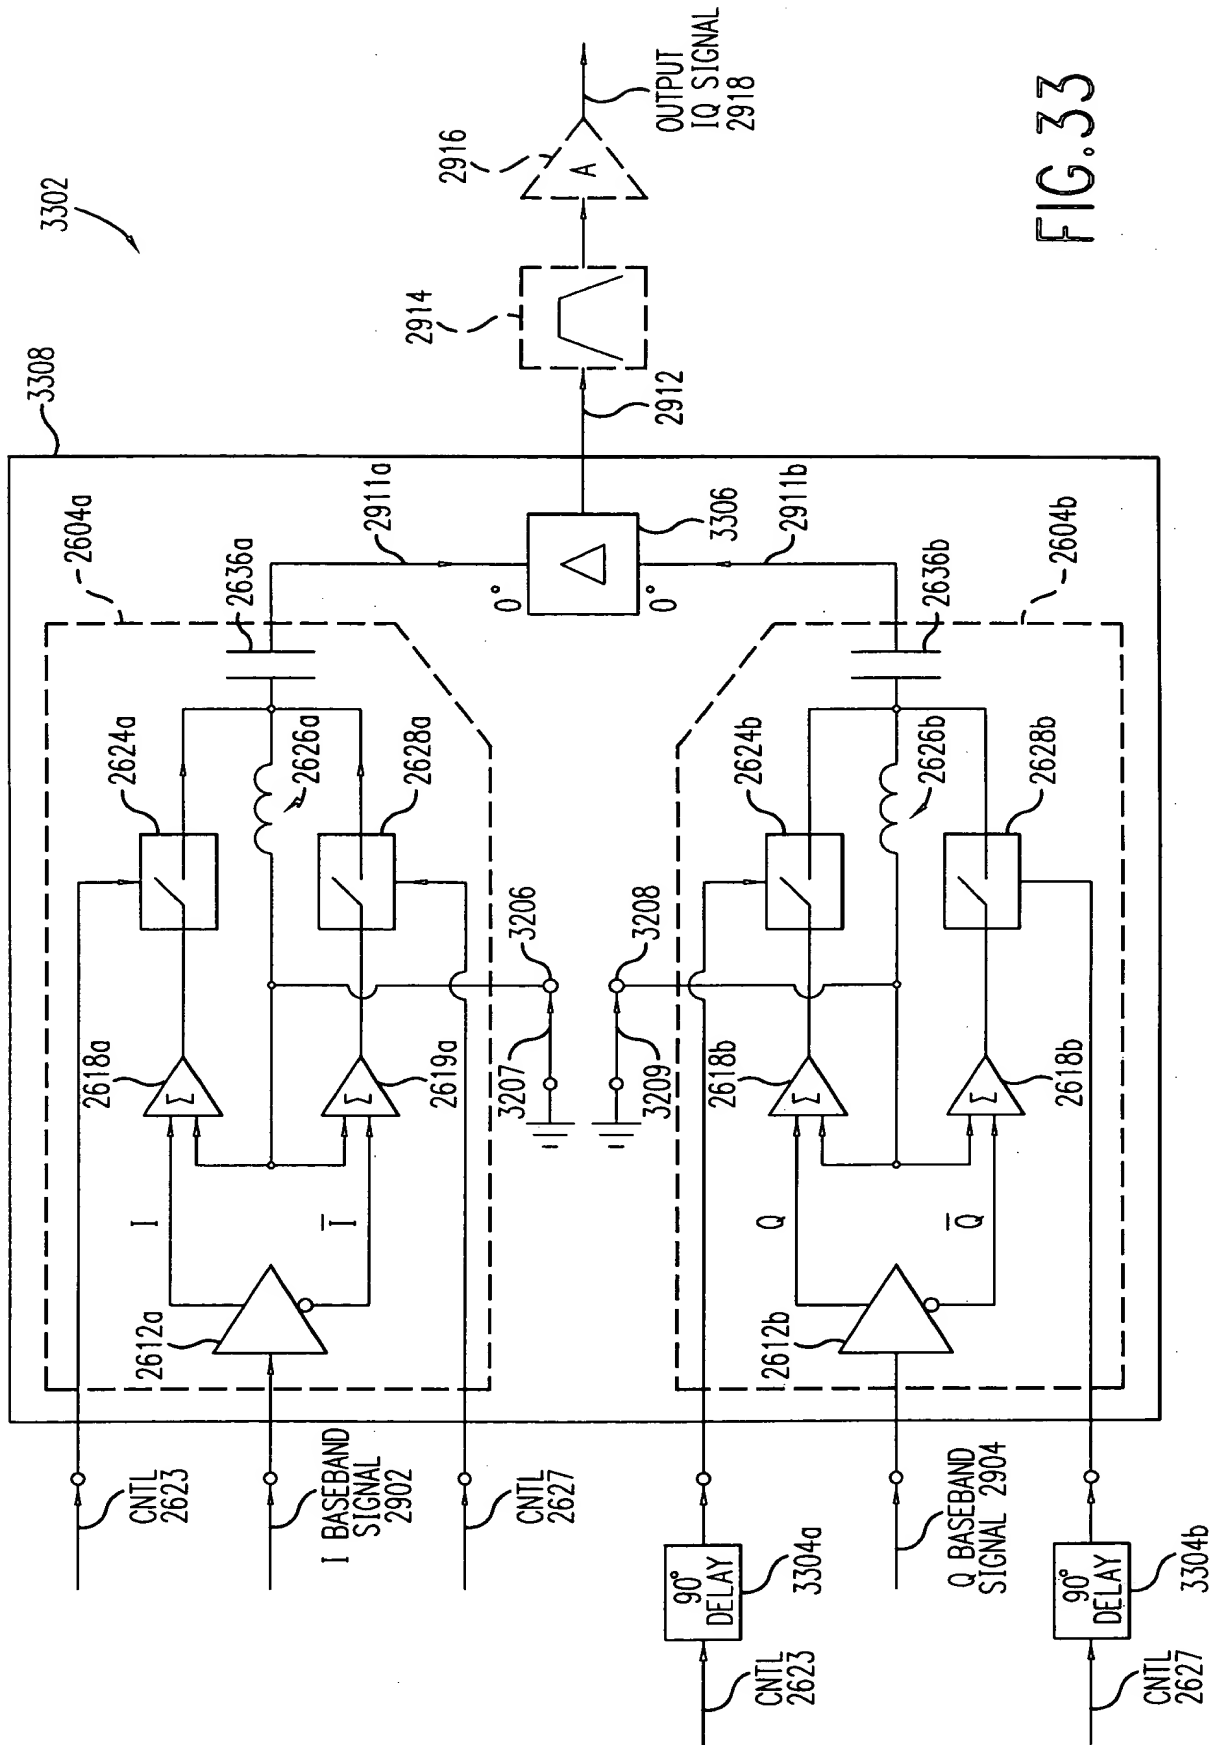 3302
3308
2604a
2636a
2624a
2626a
2628a
2618a
Σ
2619a
Σ
I
I̅
2612a
CNTL
2623
I BASEBAND
SIGNAL
2902
CNTL
2627
2911a
0°
3306
0°
2911b
2912
2914
2916
A
OUTPUT
IQ SIGNAL
2918
3206
3207
3208
3209
2604b
2636b
2624b
2626b
2628b
2618b
Σ
2618b
Σ
Q
Q̅
2612b
90°
DELAY
3304a
CNTL
2623
Q BASEBAND
SIGNAL 2904
90°
DELAY
3304b
CNTL
2627
FIG.33